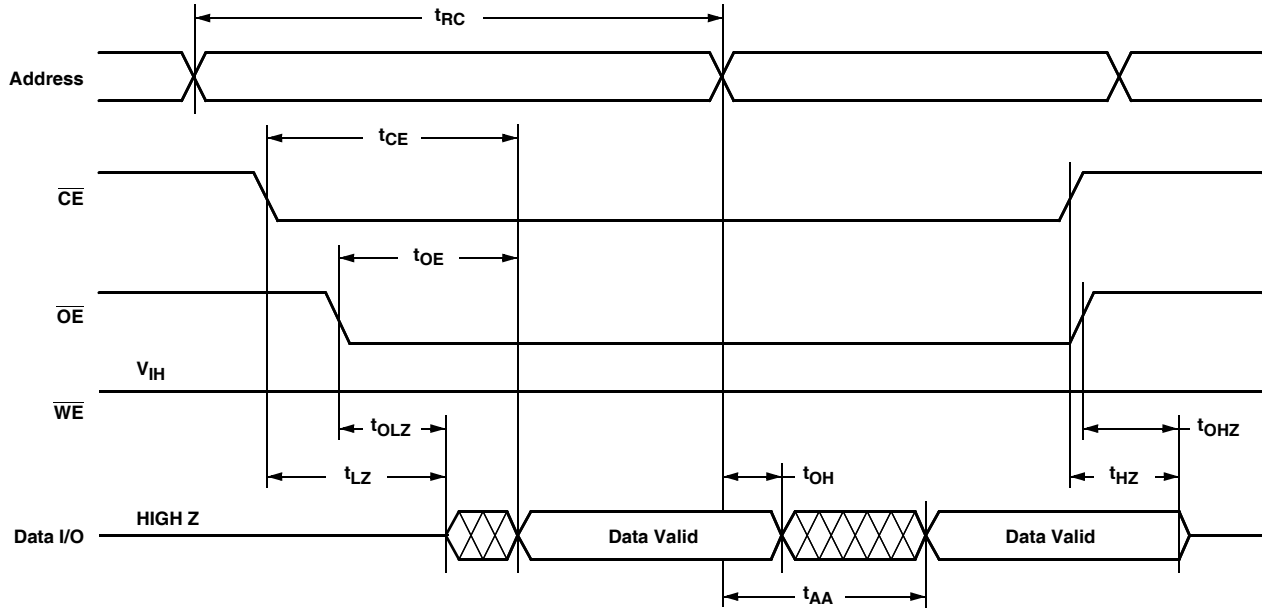 tRC
Address
tCE
CE
tOE
OE
VIH
WE
tOLZ
tOHZ
tLZ
tOH
tHZ
HIGH Z
Data I/O
Data Valid
Data Valid
tAA